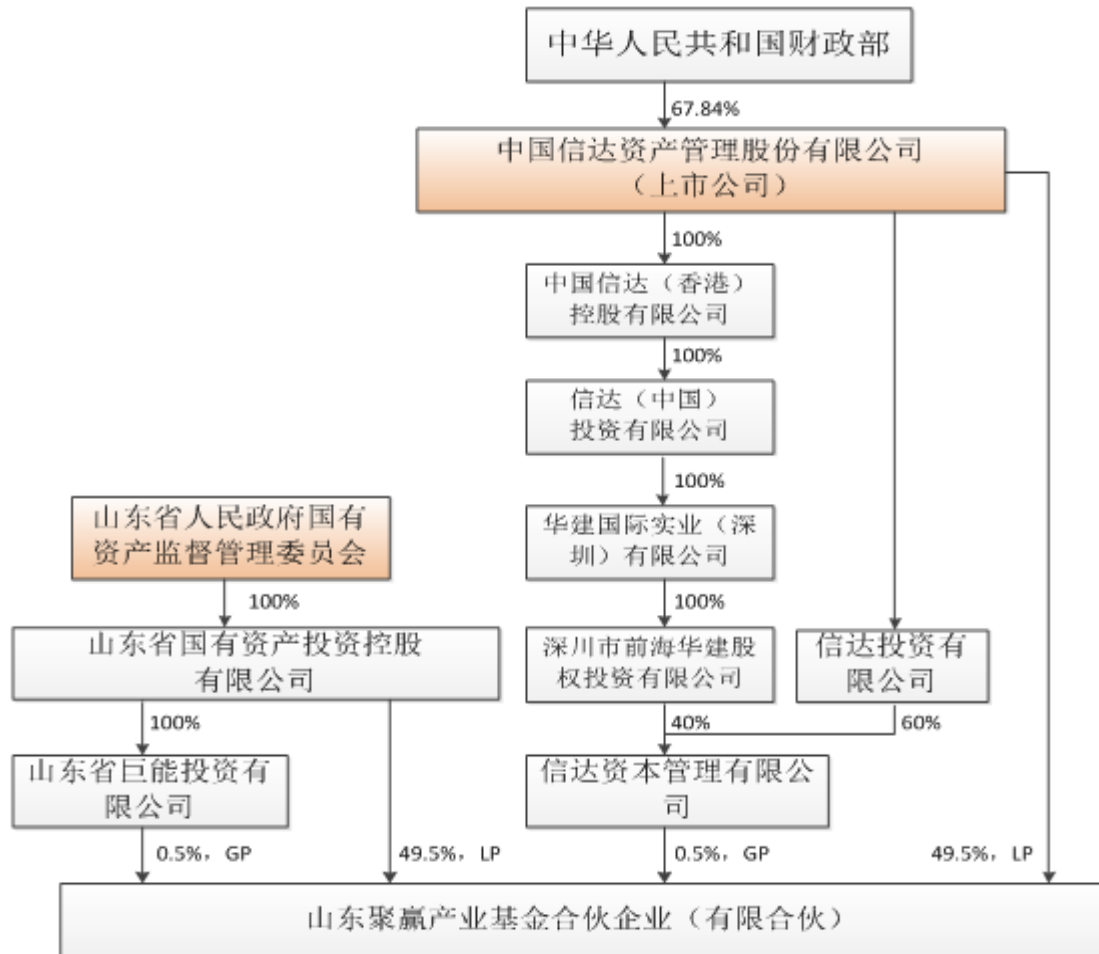 中华人民共和国财政部
67.84%
中国信达资产管理股份有限公司
（上市公司）
100%
中国信达（香港）
控股有限公司
100%
信达（中国）
投资有限公司
100%
山东省人民政府国有
资产监督管理委员会
华建国际实业（深
圳）有限公司
100%
100%
山东省国有资产投资控股
有限公司
深川市前海华建股
权投资有限公司
信达投资有
限公司
100%
40%
60%
山东省巨能投资有
限公司
信达资本管理有限公
司
0.5%，GP
49.5%，LP
0.5%，GP
49.5%，LP
山东聚赢产业基金合伙企业（有限合伙）